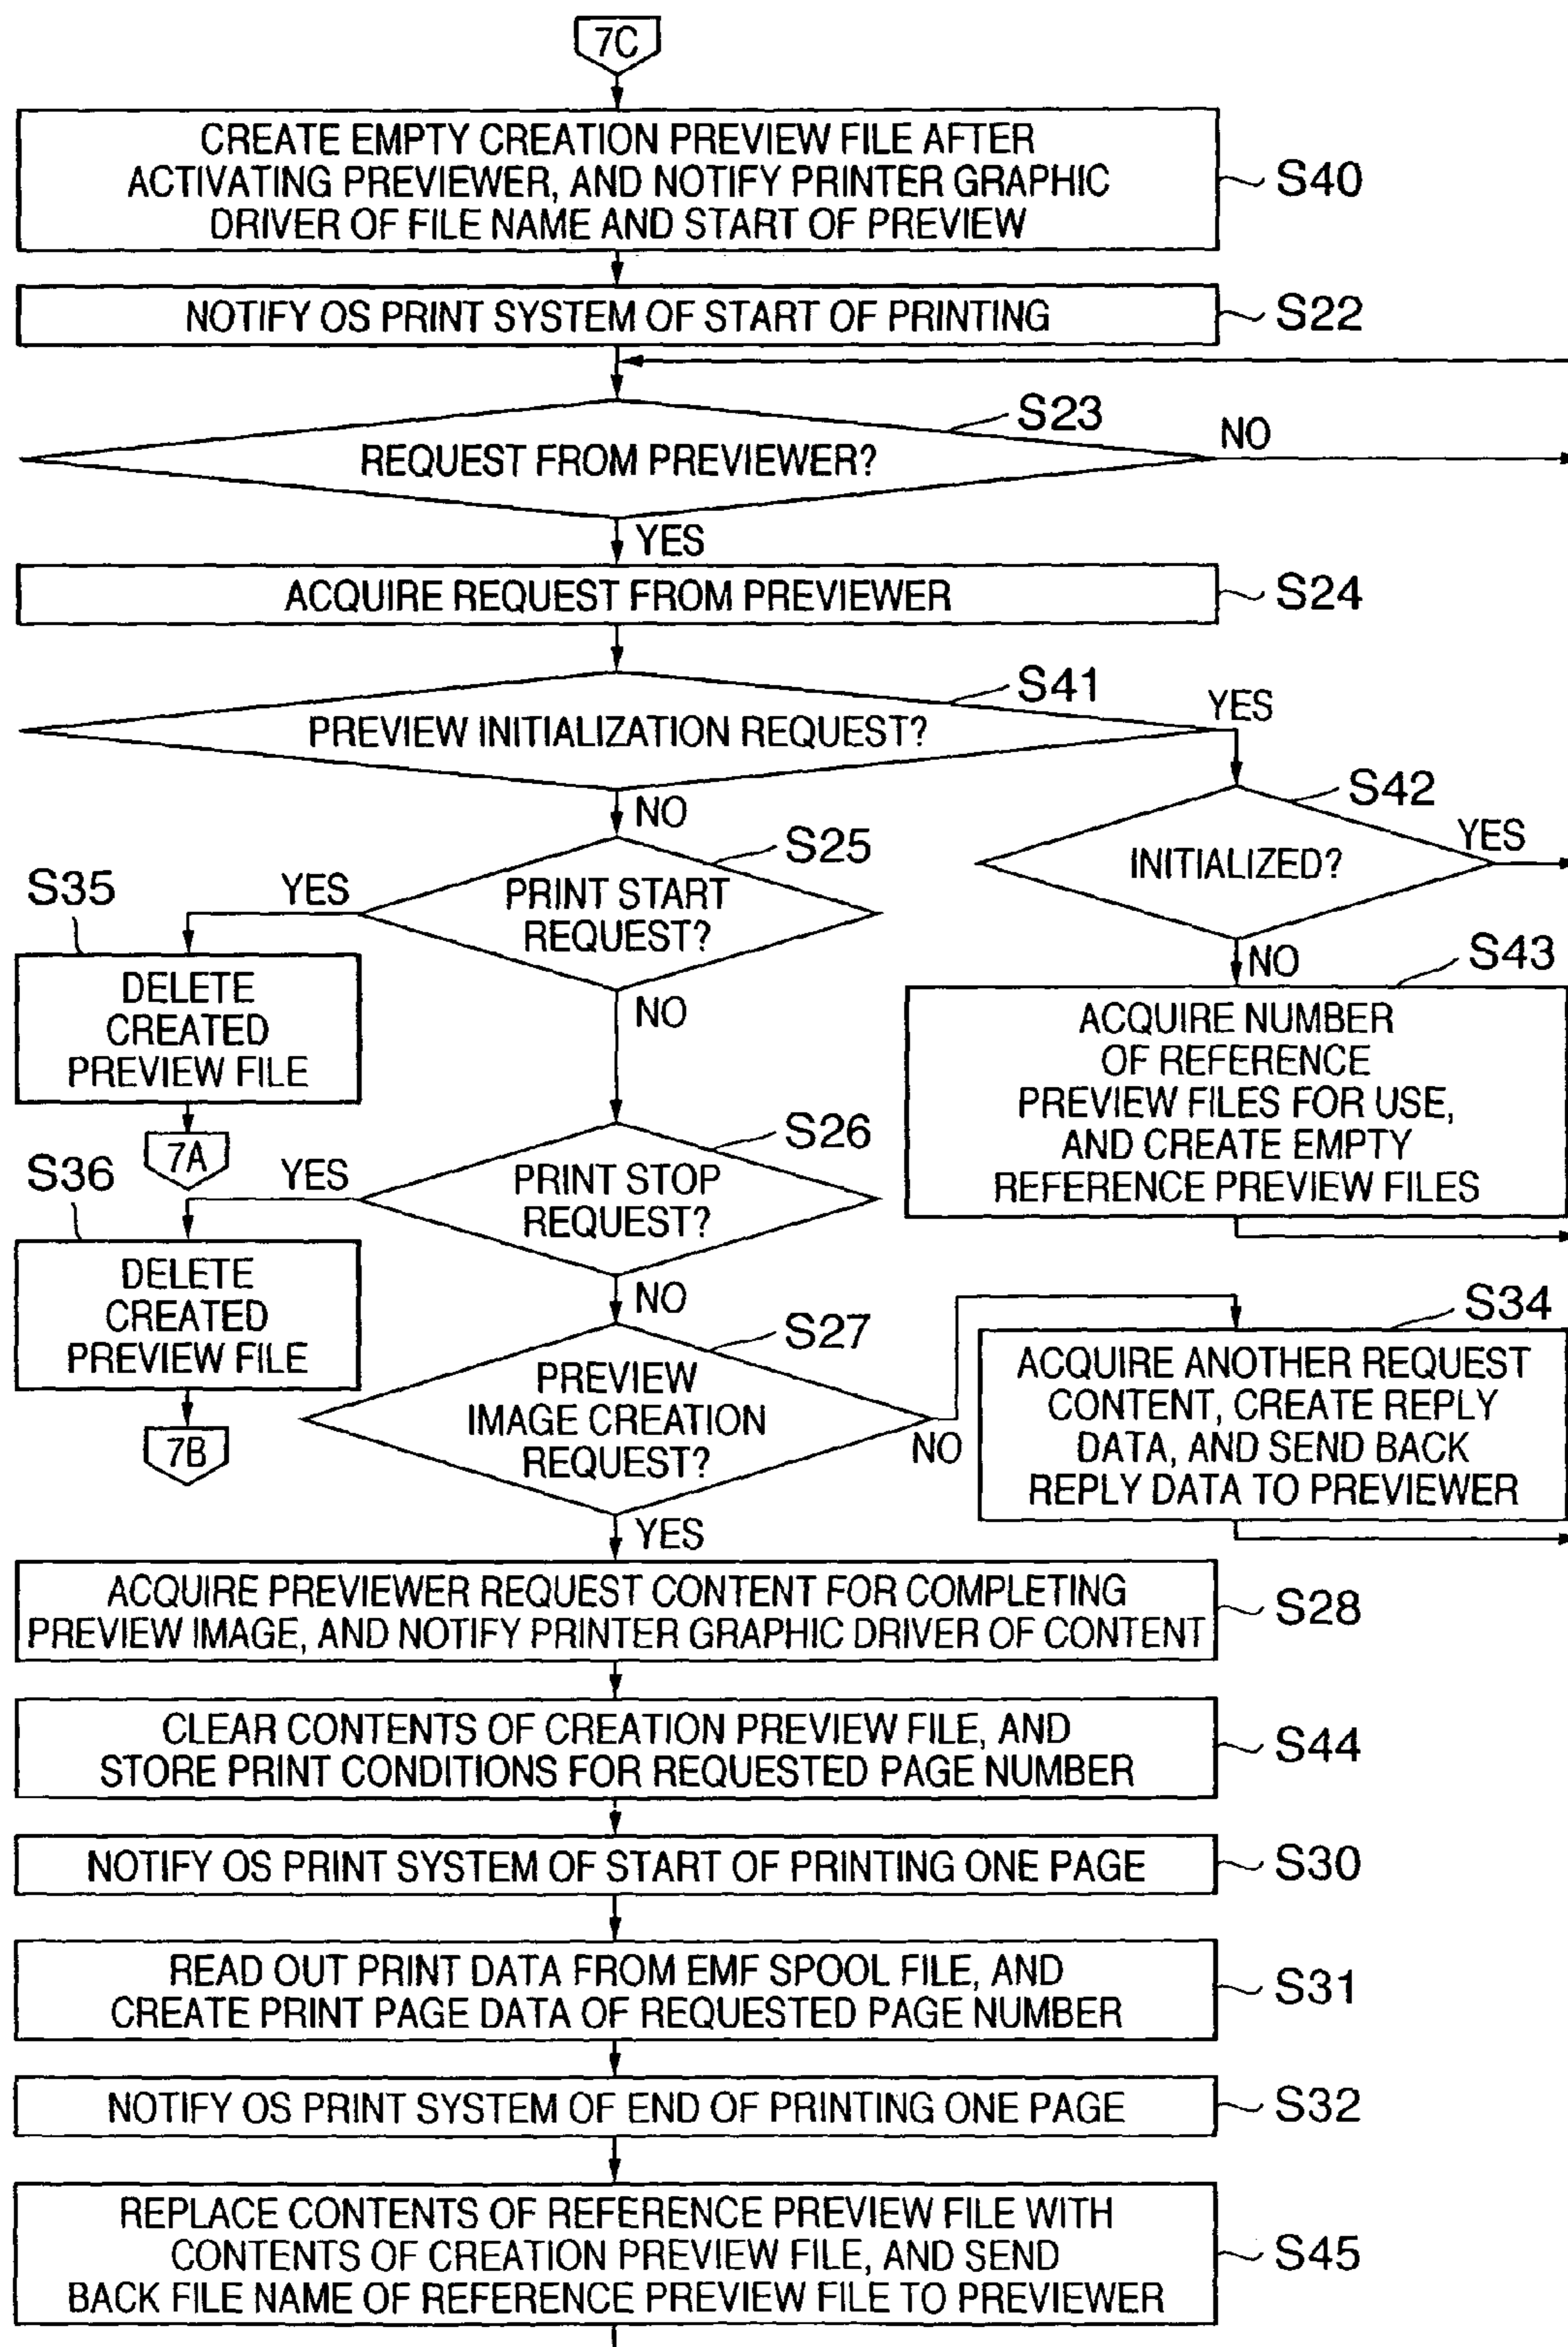 7C
CREATE EMPTY CREATION PREVIEW FILE AFTER
ACTIVATING PREVIEWER, AND NOTIFY PRINTER GRAPHIC
DRIVER OF FILE NAME AND START OF PREVIEW
S40
NOTIFY OS PRINT SYSTEM OF START OF PRINTING
S22
S23
REQUEST FROM PREVIEWER?
NO
YES
ACQUIRE REQUEST FROM PREVIEWER
S24
S41
PREVIEW INITIALIZATION REQUEST?
YES
NO
S42
INITIALIZED?
YES
NO
S43
ACQUIRE NUMBER
OF REFERENCE
PREVIEW FILES FOR USE,
AND CREATE EMPTY
REFERENCE PREVIEW FILES
S25
PRINT START
REQUEST?
YES
NO
S35
DELETE
CREATED
PREVIEW FILE
7A
S26
PRINT STOP
REQUEST?
YES
NO
S36
DELETE
CREATED
PREVIEW FILE
7B
S27
PREVIEW
IMAGE CREATION
REQUEST?
NO
YES
S34
ACQUIRE ANOTHER REQUEST
CONTENT, CREATE REPLY
DATA, AND SEND BACK
REPLY DATA TO PREVIEWER
ACQUIRE PREVIEWER REQUEST CONTENT FOR COMPLETING
PREVIEW IMAGE, AND NOTIFY PRINTER GRAPHIC DRIVER OF CONTENT
S28
CLEAR CONTENTS OF CREATION PREVIEW FILE, AND
STORE PRINT CONDITIONS FOR REQUESTED PAGE NUMBER
S44
NOTIFY OS PRINT SYSTEM OF START OF PRINTING ONE PAGE
S30
READ OUT PRINT DATA FROM EMF SPOOL FILE, AND
CREATE PRINT PAGE DATA OF REQUESTED PAGE NUMBER
S31
NOTIFY OS PRINT SYSTEM OF END OF PRINTING ONE PAGE
S32
REPLACE CONTENTS OF REFERENCE PREVIEW FILE WITH
CONTENTS OF CREATION PREVIEW FILE, AND SEND
BACK FILE NAME OF REFERENCE PREVIEW FILE TO PREVIEWER
S45